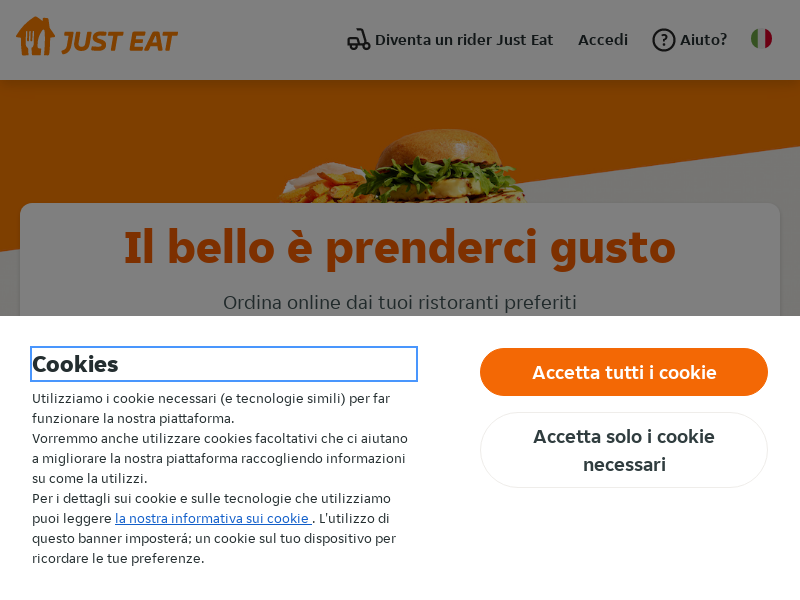 JUST EAT
Diventa un rider Just Eat
Accedi
Aiuto?
Il bello è prenderci gusto
Ordina online dai tuoi ristoranti preferiti
Cookies
Utilizziamo i cookie necessari (e tecnologie simili) per far
funzionare la nostra piattaforma.
Vorremmo anche utilizzare cookies facoltativi che ci aiutano
a migliorare la nostra piattaforma raccogliendo informazioni
su come la utilizzi.
Per i dettagli sui cookie e sulle tecnologie che utilizziamo
puoi leggere la nostra informativa sui cookie . L'utilizzo di
questo banner imposterá; un cookie sul tuo dispositivo per
ricordare le tue preferenze.
Accetta tutti i cookie
Accetta solo i cookie
necessari